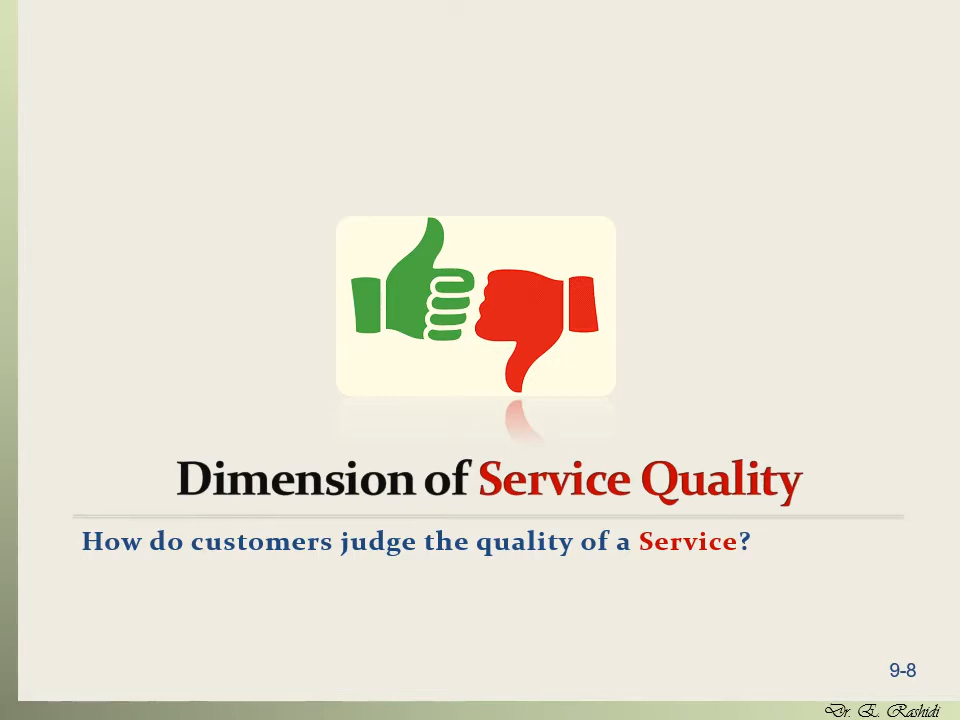 Dimension of Service Quality
How do customers judge the quality of a Service?
9-8
Dr. E. Rashidi